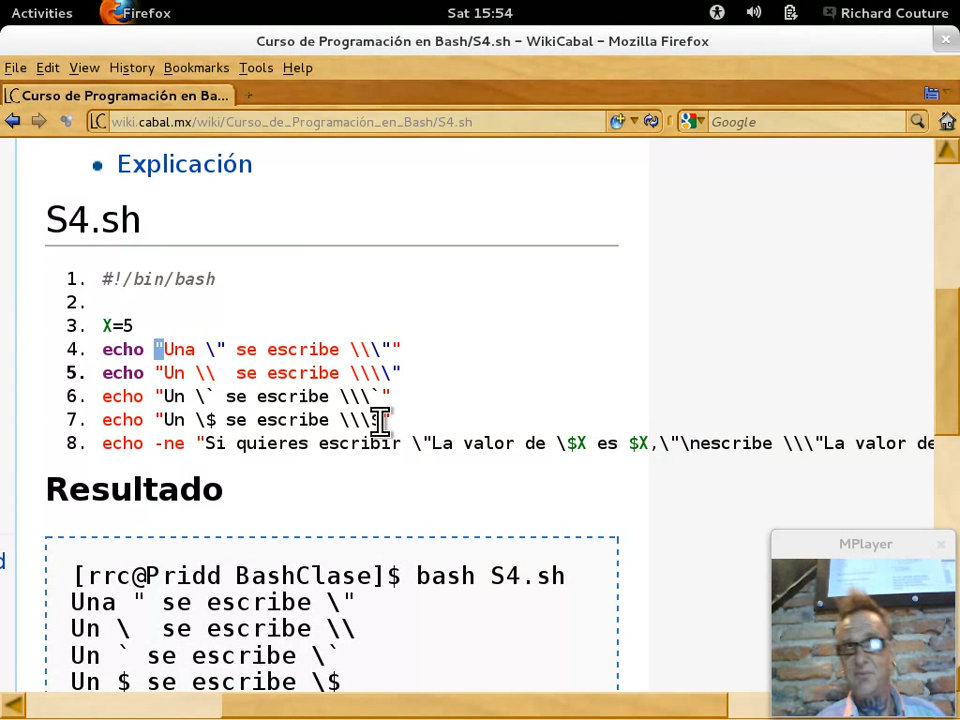 Activities Firefox Sat 15:54 Richard Couture
Curso de Programación en Bash/S4.sh – WikiCabal – Mozilla Firefox
File Edit View History Bookmarks Tools Help
Curso de Programación en Ba...
wiki.cabal.mx/wiki/Curso_de_Programación_en_Bash/S4.sh Google
• Explicación
S4.sh
1. #!/bin/bash
2.
3. X=5
4. echo "Una \" se escribe \\\""
5. echo "Un \\  se escribe \\\\"
6. echo "Un \` se escribe \\\`"
7. echo "Un \$ se escribe \\\$"
8. echo -ne "Si quieres escribir \"La valor de \$X es $X,\"\nescribe \\\"La valor de
Resultado
[rrc@Pridd BashClase]$ bash S4.sh
Una " se escribe \"
Un \  se escribe \\
Un ` se escribe \`
Un $ se escribe \$
MPlayer